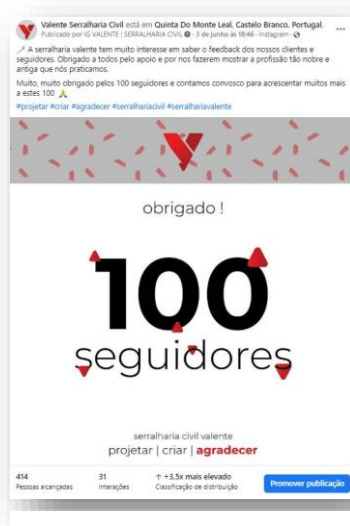 Valente Serralharia Civil está em Quinta Do Monte Leal, Castelo Branco, Portugal.
Publicado por IG VALENTE | SERRALHARIA CIVIL · 3 de junho às 18:46 · Instagram ·
A serralharia valente tem muito interesse em saber o feedback dos nossos clientes e
seguidores. Obrigado a todos pelo apoio e por nos fazerem mostrar a profissão tão nobre e
antiga que nós praticamos.
Muito, muito obrigado pelos 100 seguidores e contamos convosco para acrescentar muitos mais
a estes 100
#projetar #criar #agradecer #serralhariacivil #serralhariavalente
obrigado !
100
seguidores
serralharia civil valente
projetar | criar | agradecer
414
Pessoas alcançadas
31
Interações
↑ +3,5x mais elevado
Classificação de distribuição
Promover publicação